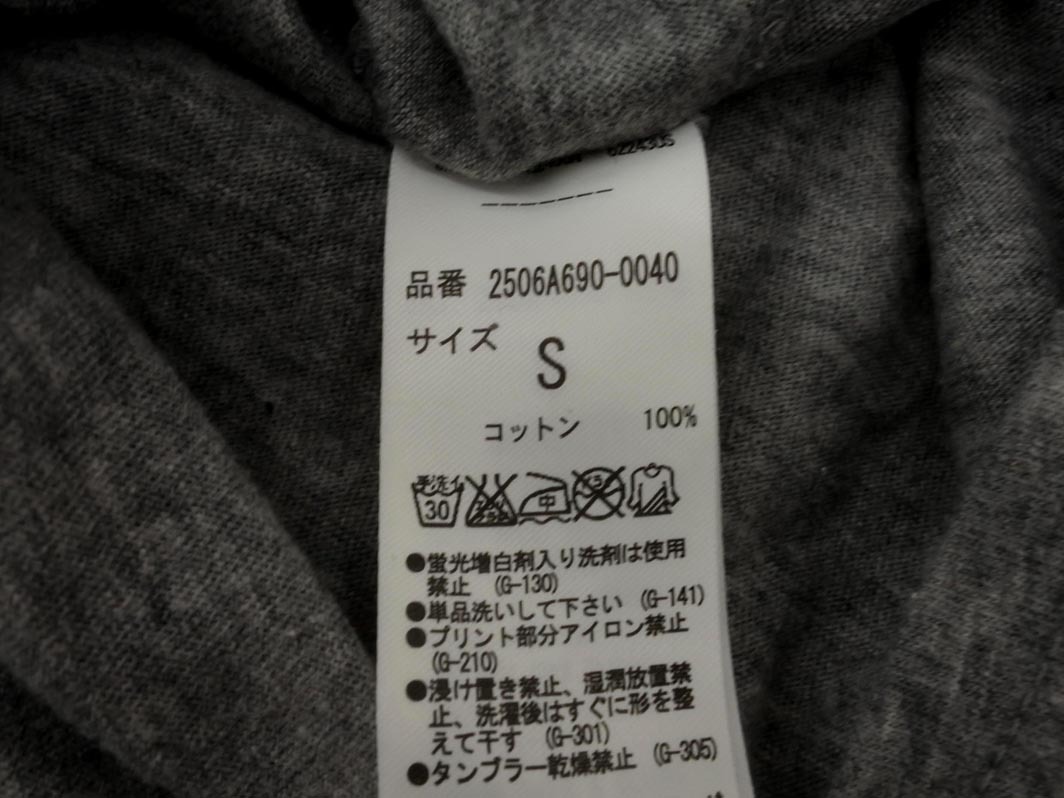 品番 2506A690-0040
サイズ
S
コットン 100%
手洗イ
30 中
●蛍光増白剤入り洗剤は使用
禁止 (G-130)
●単品洗いして下さい (G-141)
●プリント部分アイロン禁止
(G-210)
●浸け置き禁止、湿潤放置禁
止、洗濯後はすぐに形を整
えて干す (G-301)
●タンブラー乾燥禁止 (G-305)